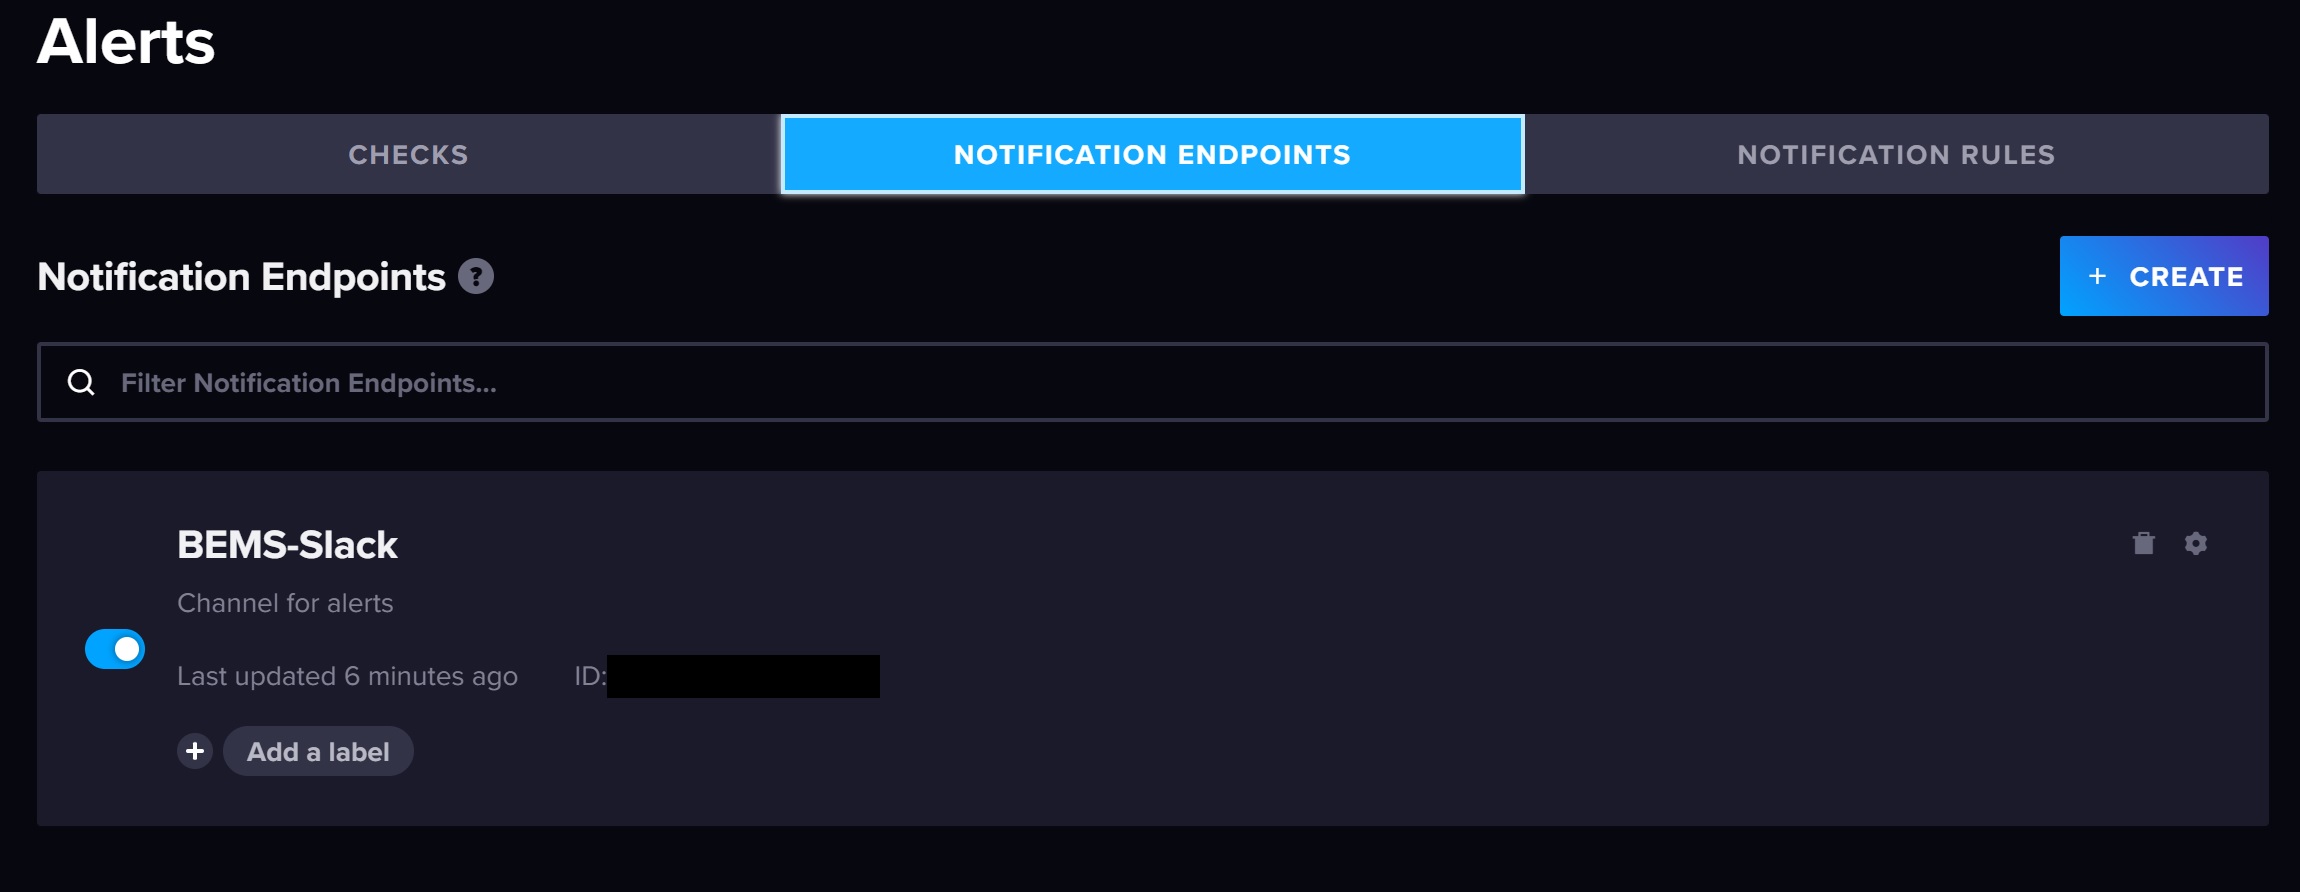 Alerts
CHECKS
NOTIFICATION ENDPOINTS
NOTIFICATION RULES
Notification Endpoints ?
+ CREATE
Filter Notification Endpoints...
BEMS-Slack
Channel for alerts
Last updated 6 minutes ago
ID:
+ Add a label